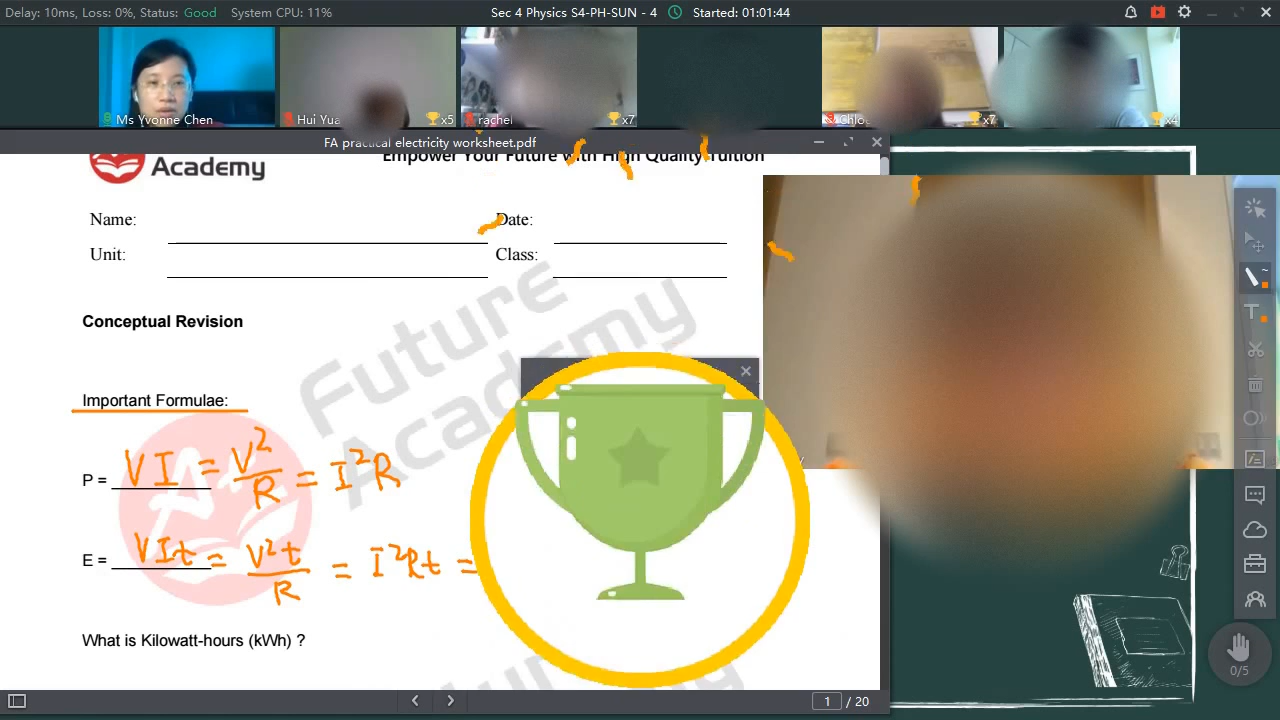 Delay: 10ms, Loss: 0%, Status: Good System CPU: 11% Sec 4 Physics S4-PH-SUN - 4 Started: 01:01:44
Ms Yvonne Chen Hui Yua x5 rachel x7 Chloe x7 x4
FA practical electricity worksheet.pdf
Academy Empower Your Future with High Quality Tuition
Name: Date:
Unit: Class:
Conceptual Revision
Future
Academy
Important Formulae:
P = VI = V²/R = I²R
E = VIt = V²t/R = I²Rt =
What is Kilowatt-hours (kWh) ?
1 / 20
0/5